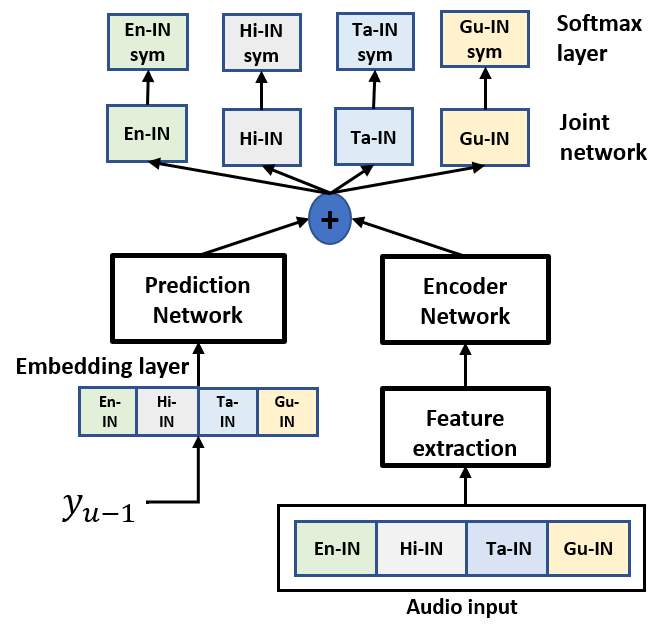 En-IN
sym
Hi-IN
sym
Ta-IN
sym
Gu-IN
sym
Softmax
layer
En-IN
Hi-IN
Ta-IN
Gu-IN
Joint
network
+
Prediction
Network
Encoder
Network
Embedding layer
En-
IN
Hi-
IN
Ta-
IN
Gu-
IN
Feature
extraction
y_{u-1}
En-IN
Hi-IN
Ta-IN
Gu-IN
Audio input